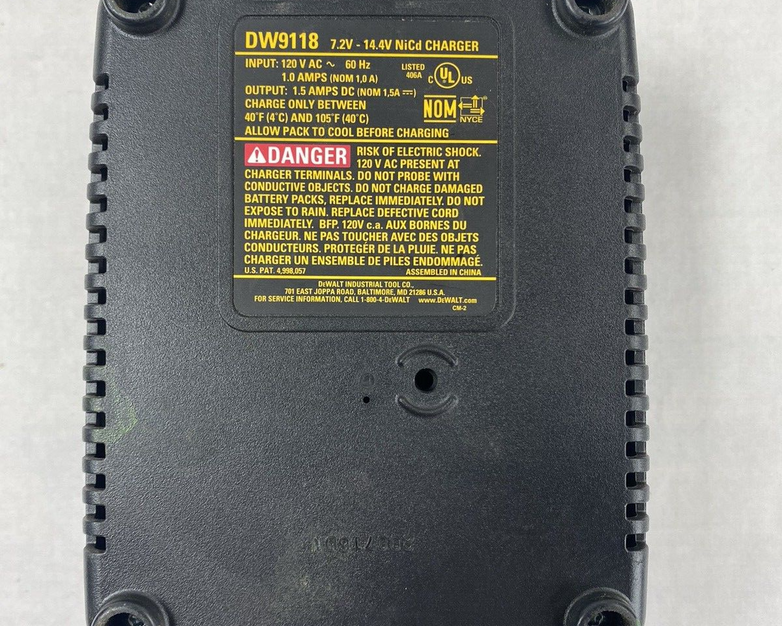 DW9118 7.2V - 14.4V NiCd CHARGER
INPUT: 120 V AC ~ 60 Hz
1.0 AMPS (NOM 1,0 A)
LISTED
406A
C UL US
OUTPUT: 1.5 AMPS DC (NOM 1,5A ⎓)
CHARGE ONLY BETWEEN
40°F (4°C) AND 105°F (40°C)
NOM
NYCE
ALLOW PACK TO COOL BEFORE CHARGING
DANGER RISK OF ELECTRIC SHOCK.
120 V AC PRESENT AT
CHARGER TERMINALS. DO NOT PROBE WITH
CONDUCTIVE OBJECTS. DO NOT CHARGE DAMAGED
BATTERY PACKS, REPLACE IMMEDIATELY. DO NOT
EXPOSE TO RAIN. REPLACE DEFECTIVE CORD
IMMEDIATELY. BFP. 120V c.a. AUX BORNES DU
CHARGEUR. NE PAS TOUCHER AVEC DES OBJETS
CONDUCTEURS. PROTEGER DE LA PLUIE. NE PAS
CHARGER UN ENSEMBLE DE PILES ENDOMMAGÉ.
U.S. PAT. 4,998,057 ASSEMBLED IN CHINA
DEWALT INDUSTRIAL TOOL CO.,
701 EAST JOPPA ROAD, BALTIMORE, MD 21286 U.S.A.
FOR SERVICE INFORMATION, CALL 1-800-4-DEWALT www.DEWALT.com
CM-2